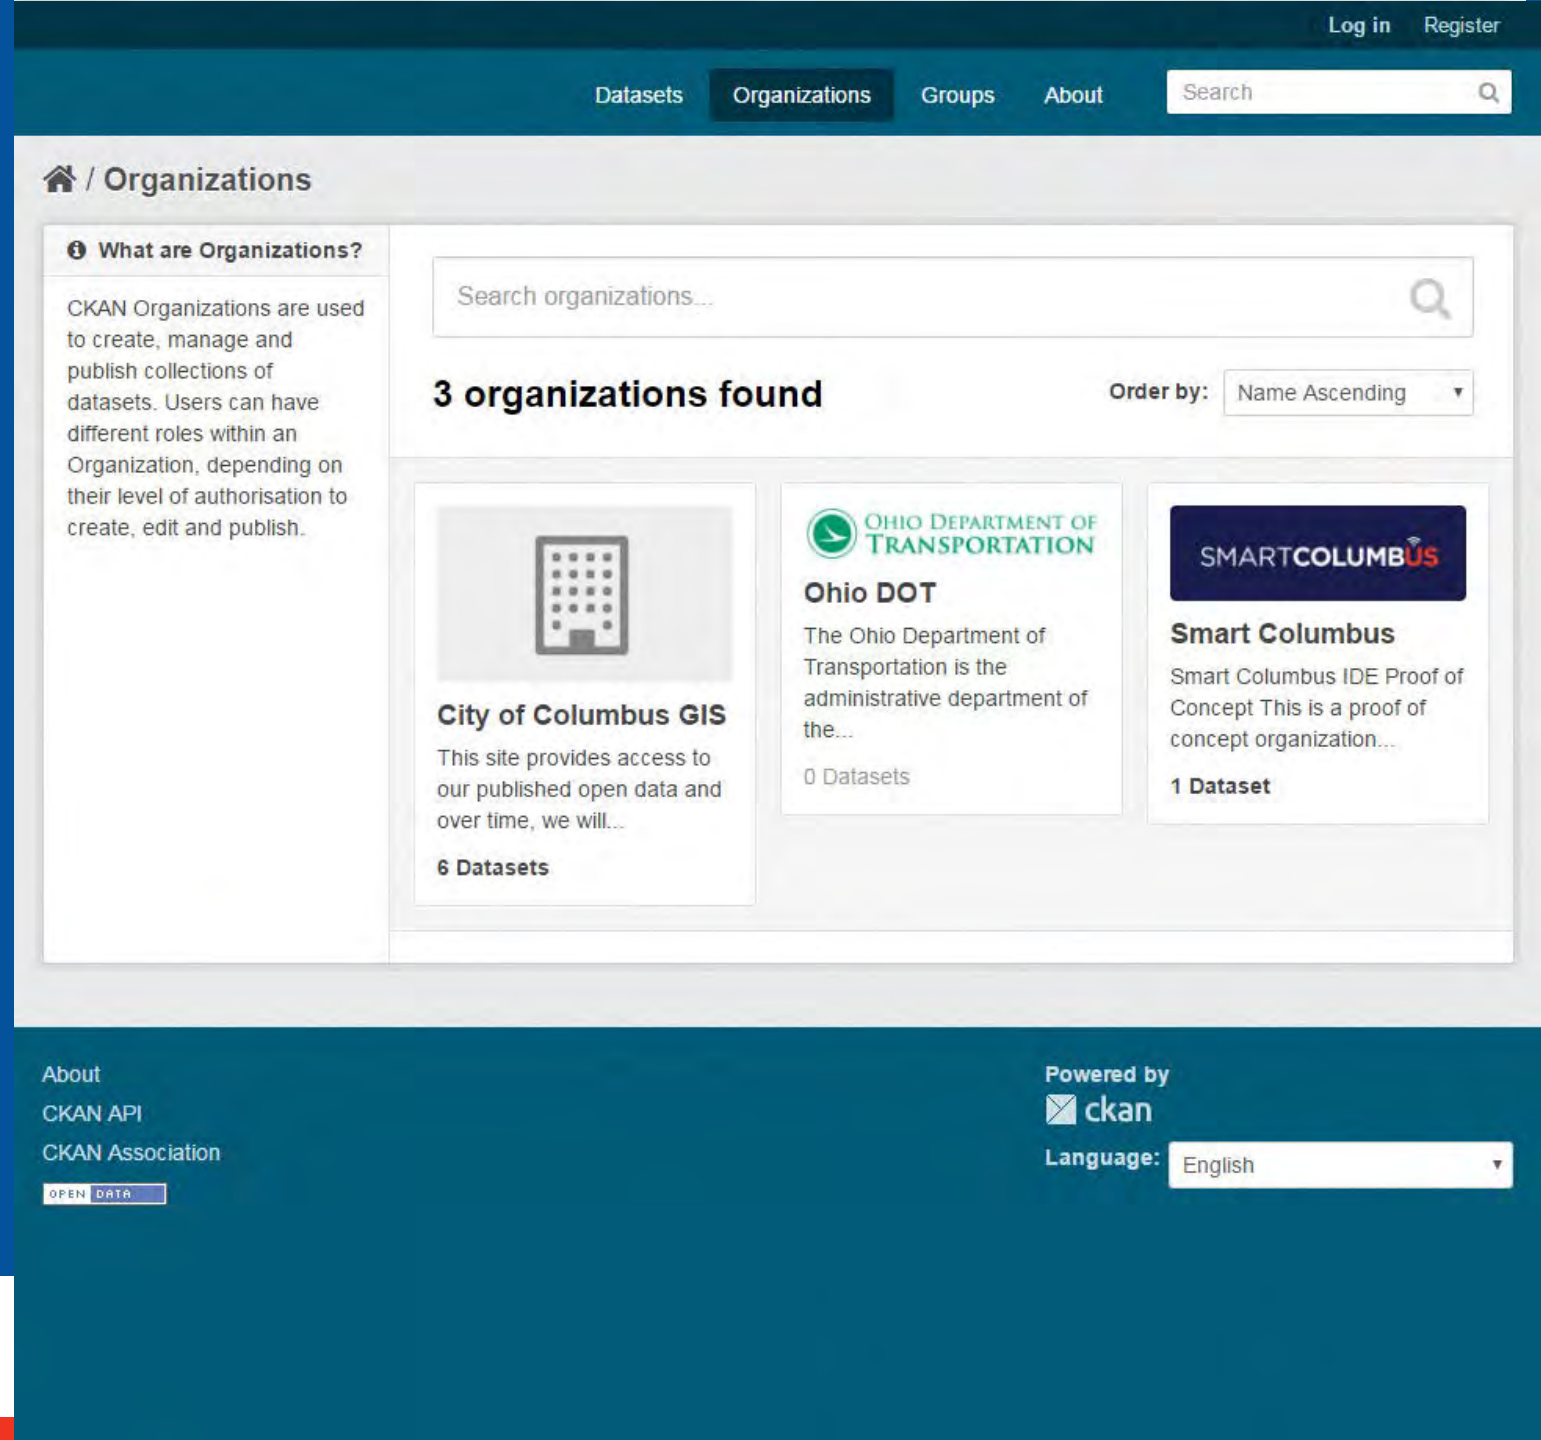 Log in Register
Datasets Organizations Groups About Search
/ Organizations
What are Organizations?
CKAN Organizations are used
to create, manage and
publish collections of
datasets. Users can have
different roles within an
Organization, depending on
their level of authorisation to
create, edit and publish.
Search organizations...
3 organizations found
Order by: Name Ascending
City of Columbus GIS
This site provides access to
our published open data and
over time, we will...
6 Datasets
OHIO DEPARTMENT OF
TRANSPORTATION
Ohio DOT
The Ohio Department of
Transportation is the
administrative department of
the...
0 Datasets
SMARTCOLUMBUS
Smart Columbus
Smart Columbus IDE Proof of
Concept This is a proof of
concept organization...
1 Dataset
About
CKAN API
CKAN Association
OPEN DATA
Powered by
ckan
Language: English